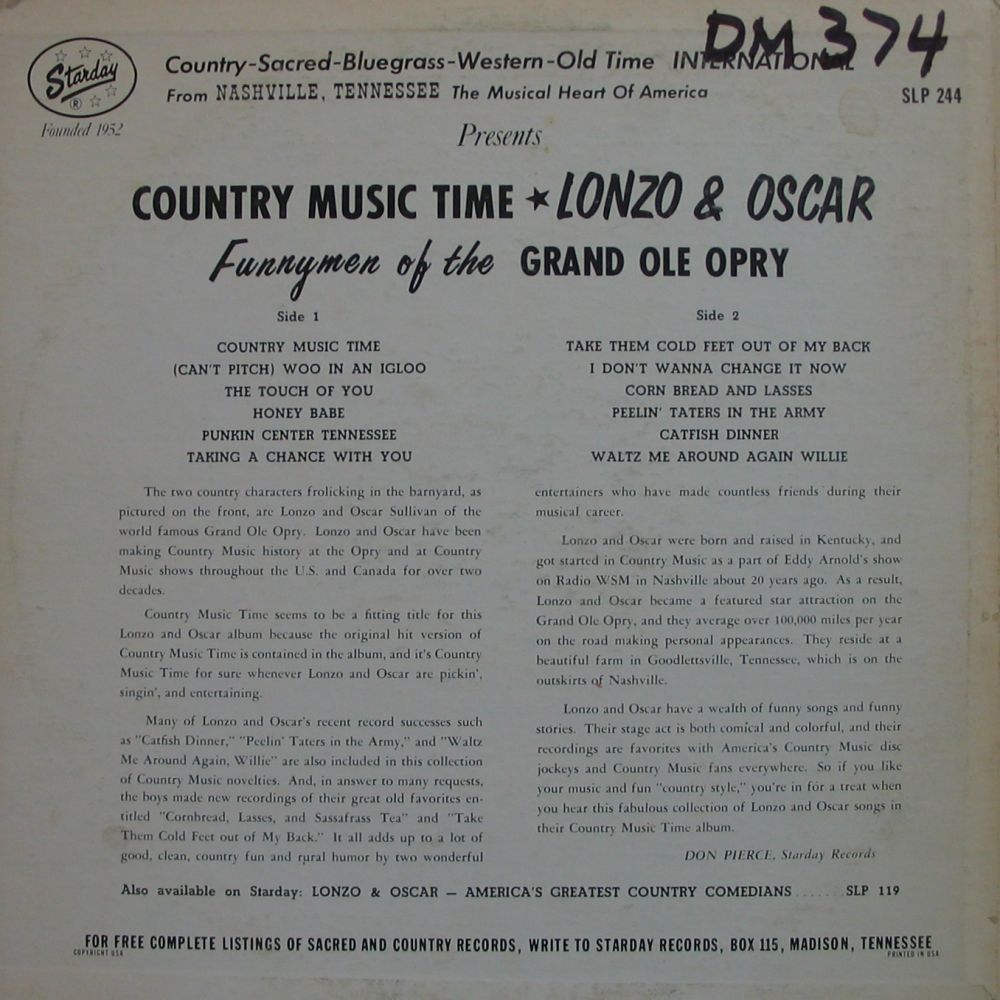 DM 374
Starday
®
Founded 1952
Country-Sacred-Bluegrass-Western-Old Time INTERNATIONAL
From NASHVILLE, TENNESSEE The Musical Heart Of America
SLP 244
Presents
COUNTRY MUSIC TIME ★ LONZO & OSCAR
Funnymen of the GRAND OLE OPRY
Side 1
COUNTRY MUSIC TIME
(CAN'T PITCH) WOO IN AN IGLOO
THE TOUCH OF YOU
HONEY BABE
PUNKIN CENTER TENNESSEE
TAKING A CHANCE WITH YOU
Side 2
TAKE THEM COLD FEET OUT OF MY BACK
I DON'T WANNA CHANGE IT NOW
CORN BREAD AND LASSES
PEELIN' TATERS IN THE ARMY
CATFISH DINNER
WALTZ ME AROUND AGAIN WILLIE
The two country characters frolicking in the barnyard, as
pictured on the front, are Lonzo and Oscar Sullivan of the
world famous Grand Ole Opry. Lonzo and Oscar have been
making Country Music history at the Opry and at Country
Music shows throughout the U.S. and Canada for over two
decades.
Country Music Time seems to be a fitting title for this
Lonzo and Oscar album because the original hit version of
Country Music Time is contained in the album, and it's Country
Music Time for sure whenever Lonzo and Oscar are pickin',
singin', and entertaining.
Many of Lonzo and Oscar's recent record successes such
as "Catfish Dinner," "Peelin' Taters in the Army," and "Waltz
Me Around Again, Willie" are also included in this collection
of Country Music novelties. And, in answer to many requests,
the boys made new recordings of their great old favorites en-
titled "Cornbread, Lasses, and Sassafrass Tea" and "Take
Them Cold Feet out of My Back." It all adds up to a lot of
good, clean, country fun and rural humor by two wonderful
entertainers who have made countless friends during their
musical career.
Lonzo and Oscar were born and raised in Kentucky, and
got started in Country Music as a part of Eddy Arnold's show
on Radio WSM in Nashville about 20 years ago. As a result,
Lonzo and Oscar became a featured star attraction on the
Grand Ole Opry, and they average over 100,000 miles per year
on the road making personal appearances. They reside at a
beautiful farm in Goodlettsville, Tennessee, which is on the
outskirts of Nashville.
Lonzo and Oscar have a wealth of funny songs and funny
stories. Their stage act is both comical and colorful, and their
recordings are favorites with America's Country Music disc
jockeys and Country Music fans everywhere. So if you like
your music and fun "country style," you're in for a treat when
you hear this fabulous collection of Lonzo and Oscar songs in
their Country Music Time album.
DON PIERCE, Starday Records
Also available on Starday: LONZO & OSCAR — AMERICA'S GREATEST COUNTRY COMEDIANS ....... SLP 119
FOR FREE COMPLETE LISTINGS OF SACRED AND COUNTRY RECORDS, WRITE TO STARDAY RECORDS, BOX 115, MADISON, TENNESSEE
COPYRIGHT USA
PRINTED IN USA